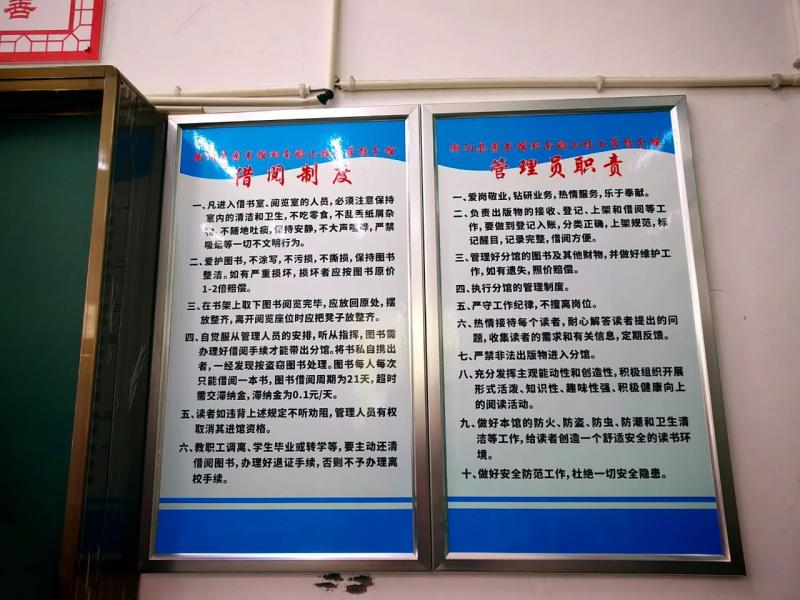 善
借阅制度
一、凡进入借书室、阅览室的人员，必须注意保持
室内的清洁和卫生，不吃零食，不乱丢纸屑杂
不随地吐痰，保持安静，不大声喧哗，严禁
吸烟等一切不文明行为。
二、爱护图书，不涂写，不污损，不撕损，保持图书
整洁。如有严重损坏，损坏者应按图书原价
1-2倍赔偿。
三、在书架上取下图书阅览完毕，应放回原处，摆
放整齐，离开阅览座位时应把凳子放整齐。
四、自觉服从管理人员的安排，听从指挥，图书需
办理好借阅手续才能带出分馆。将书私自携出
者，一经发现按盗窃图书处理。图书每人每次
只能借阅一本书，图书借阅周期为21天，超时
需交滞纳金，滞纳金为0.1元/天。
五、读者如违背上述规定不听劝阻，管理人员有权
取消其进馆资格。
六、教职工调离、学生毕业或转学等，要主动还清
借阅图书，办理好退证手续，否则不予办理离
校手续。
管理员职责
一、爱岗敬业，钻研业务，热情服务，乐于奉献。
二、负责出版物的接收、登记、上架和借阅等工
作，要做到登记入账，分类正确，上架规范，标
记醒目，记录完整，借阅方便。
三、管理好分馆的图书及其他财物，并做好维护工
作，如有遗失，照价赔偿。
四、执行分馆的管理制度。
五、严守工作纪律，不擅离岗位。
六、热情接待每个读者，耐心解答读者提出的问
题，收集读者的需求和有关信息，定期反馈。
七、严禁非法出版物进入分馆。
八、充分发挥主观能动性和创造性，积极组织开展
形式活泼、知识性、趣味性强、积极健康向上
的阅读活动。
九、做好本馆的防火、防盗、防虫、防潮和卫生清
洁等工作，给读者创造一个舒适安全的读书环
境。
十、做好安全防范工作，杜绝一切安全隐患。